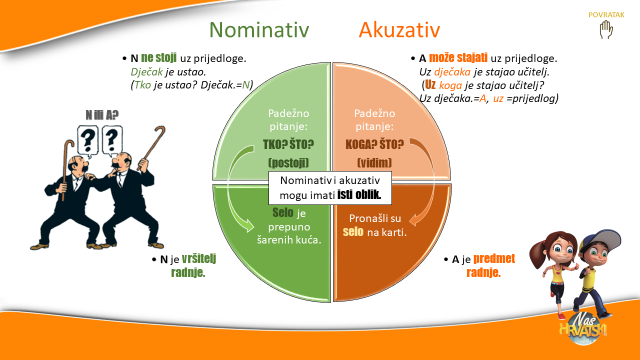 POVRATAK
Nominativ
Akuzativ
• N ne stoji uz prijedloge.
Dječak je ustao.
(Tko je ustao? Dječak.=N)
• A može stajati uz prijedloge.
Uz dječaka je stajao učitelj.
(Uz koga je stajao učitelj?
Uz dječaka.=A, uz =prijedlog)
N ili A?
? ?
Padežno
pitanje:
TKO? ŠTO?
(postoji)
Padežno
pitanje:
KOGA? ŠTO?
(vidim)
Nominativ i akuzativ
mogu imati isti oblik.
Selo je
prepuno
šarenih kuća.
Pronašli su
selo na karti.
• N je vršitelj
radnje.
• A je predmet
radnje.
Naš
HRVATSKI